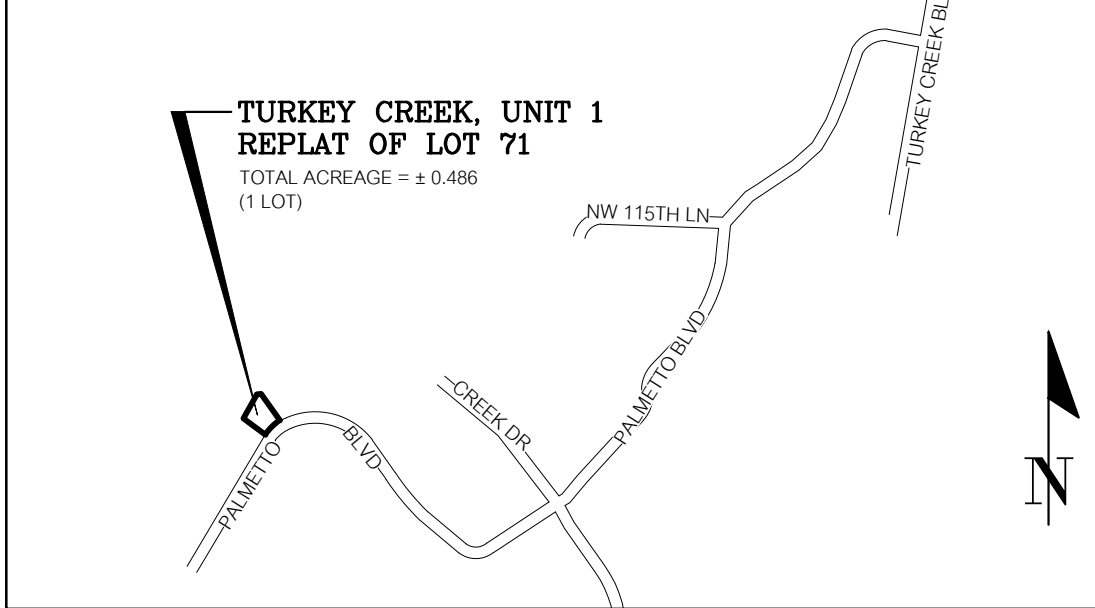 TURKEY CREEK BL
TURKEY CREEK, UNIT 1
REPLAT OF LOT 71
TOTAL ACREAGE = ± 0.486
(1 LOT)
NW 115TH LN
PALMETTO BLVD
CREEK DR
PALMETTO
BLVD
N